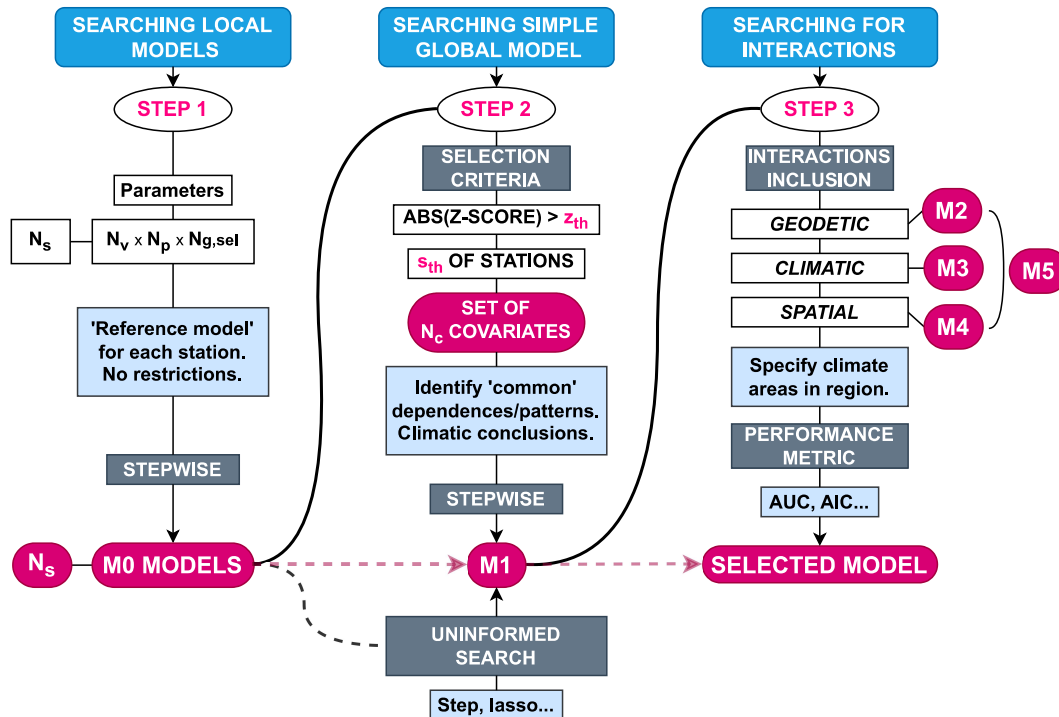 SEARCHING LOCAL
MODELS
STEP 1
Parameters
Ns
Nv x Np x Ng,sel
'Reference model'
for each station.
No restrictions.
STEPWISE
Ns
M0 MODELS
SEARCHING SIMPLE
GLOBAL MODEL
STEP 2
SELECTION
CRITERIA
ABS(Z-SCORE) > zth
sth OF STATIONS
SET OF
Nc COVARIATES
Identify 'common'
dependences/patterns.
Climatic conclusions.
STEPWISE
M1
UNINFORMED
SEARCH
Step, lasso...
SEARCHING FOR
INTERACTIONS
STEP 3
INTERACTIONS
INCLUSION
GEODETIC
M2
CLIMATIC
M3
M5
SPATIAL
M4
Specify climate
areas in region.
PERFORMANCE
METRIC
AUC, AIC...
SELECTED MODEL